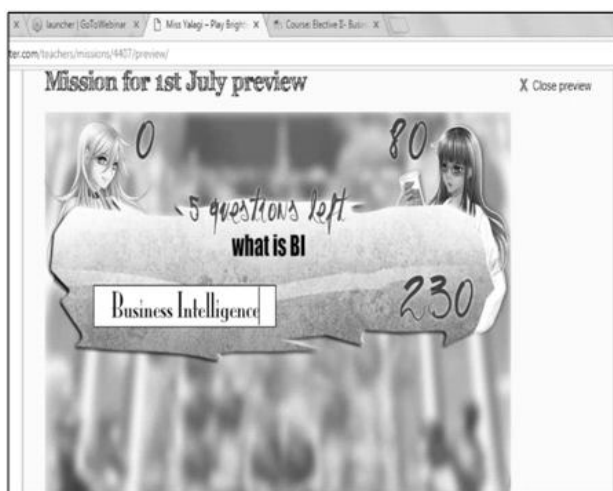 launcher | GoToWebinar
Miss Yalagi – Play Bright
Course: Elective II- Busin
ter.com/teachers/missions/4407/preview/
Mission for 1st July preview
X Close preview
0
80
5 questions left
what is BI
Business Intelligence
230